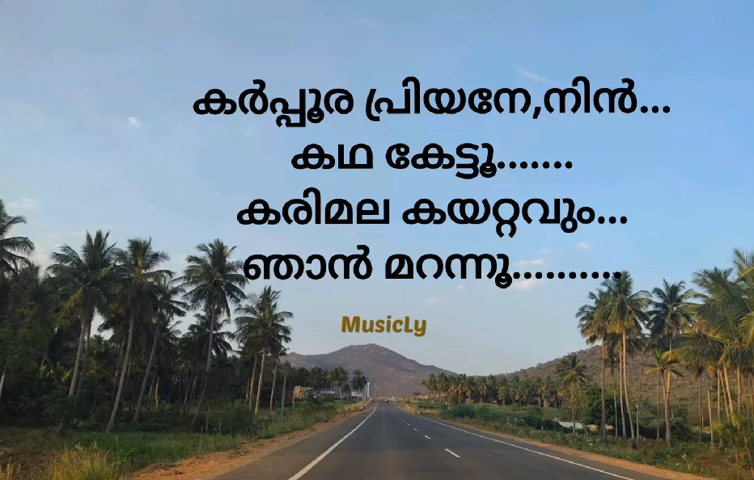 കർപ്പൂര പ്രിയനേ,നിൻ...
കഥ കേട്ടൂ.......
കരിമല കയറ്റവും...
ഞാൻ മറന്നൂ..........
MusicLy